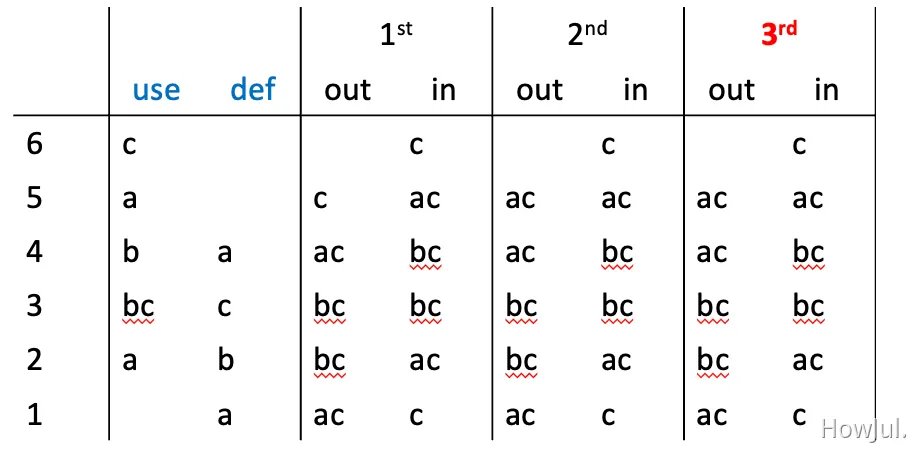 1st 2nd 3rd
use def out in out in out in
6 c c c c
5 a c ac ac ac ac ac
4 b a ac bc ac bc ac bc
3 bc c bc bc bc bc bc bc
2 a b bc ac bc ac bc ac
1 a ac c ac c ac c
HowJul.